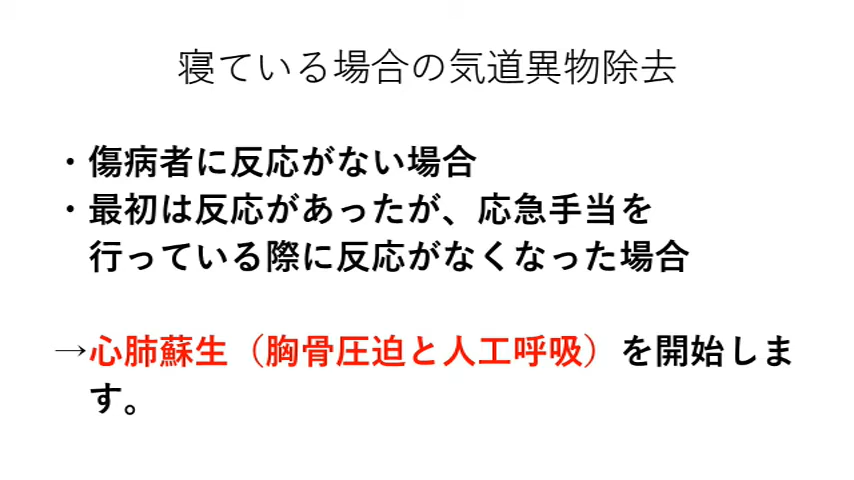 寝ている場合の気道異物除去
・傷病者に反応がない場合
・最初は反応があったが、応急手当を
行っている際に反応がなくなった場合
→心肺蘇生（胸骨圧迫と人工呼吸）を開始しま
す。